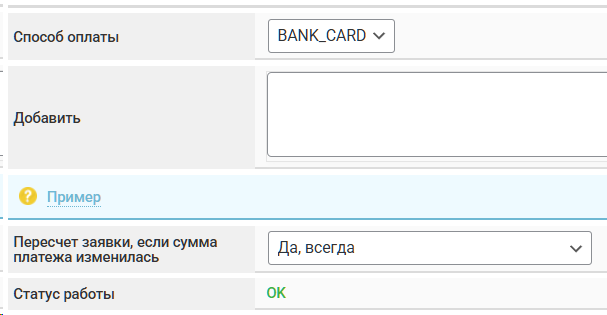 Способ оплаты
BANK_CARD
Добавить
Пример
Пересчет заявки, если сумма
платежа изменилась
Да, всегда
Статус работы
OK